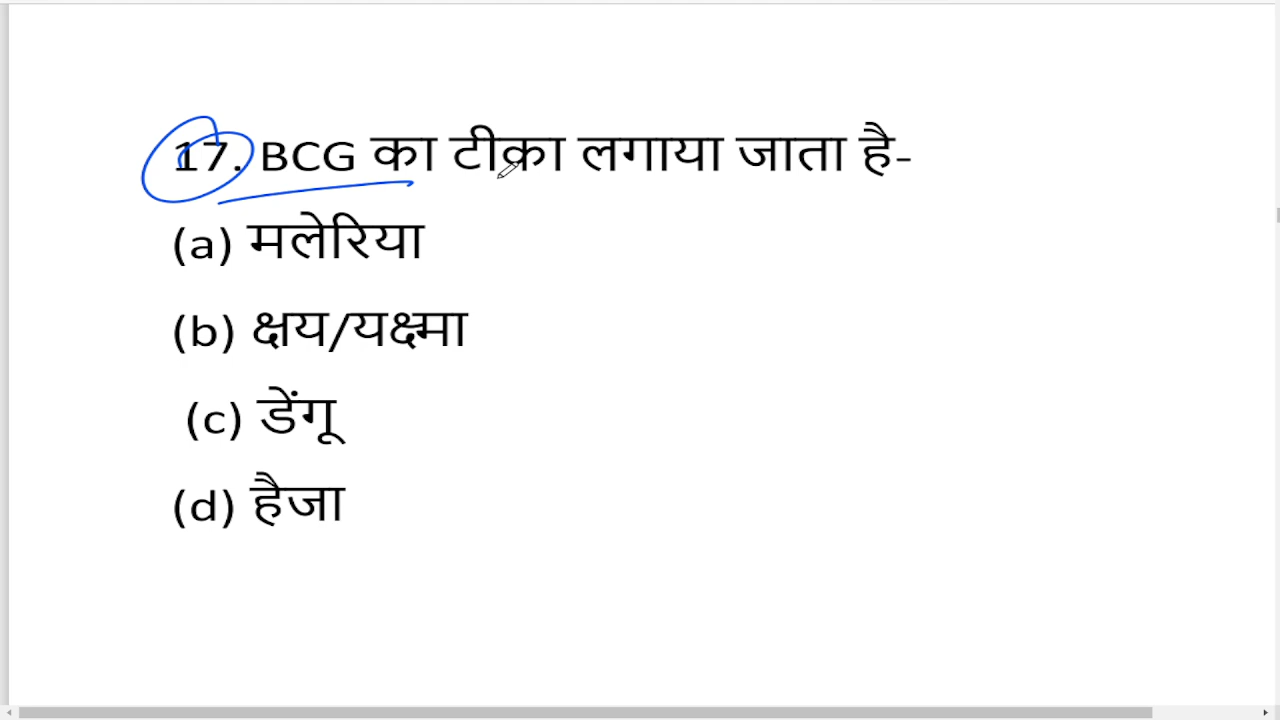 17. BCG का टीका लगाया जाता है-
(a) मलेरिया
(b) क्षय/यक्ष्मा
(c) डेंगू
(d) हैजा